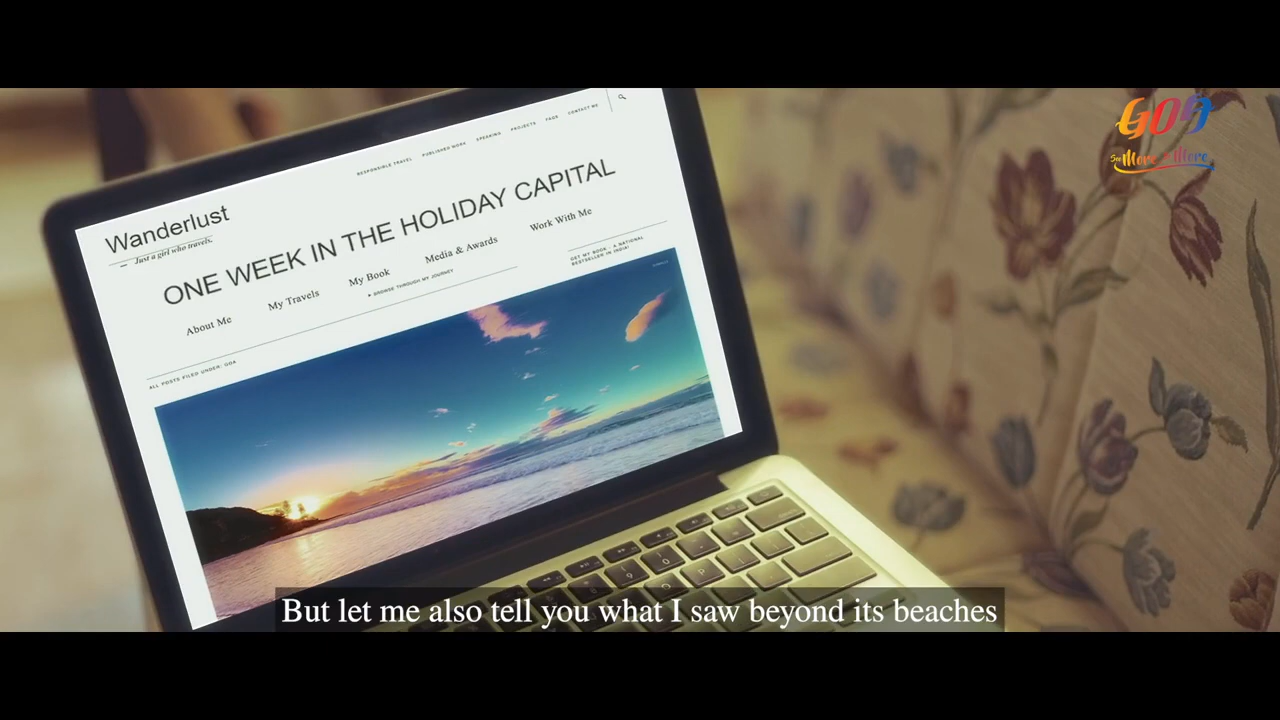 GOA
See More • More
RESPONSIBLE TRAVEL PUBLISHED WORK SPEAKING PROJECTS FAQS CONTACT ME
Wanderlust
Just a girl who travels.
ONE WEEK IN THE HOLIDAY CAPITAL
About Me My Travels My Book Media & Awards Work With Me
▸ BROWSE THROUGH MY JOURNEY
GET MY BOOK - A NATIONAL
BESTSELLER IN INDIA!
ALL POSTS FILED UNDER: GOA
But let me also tell you what I saw beyond its beaches